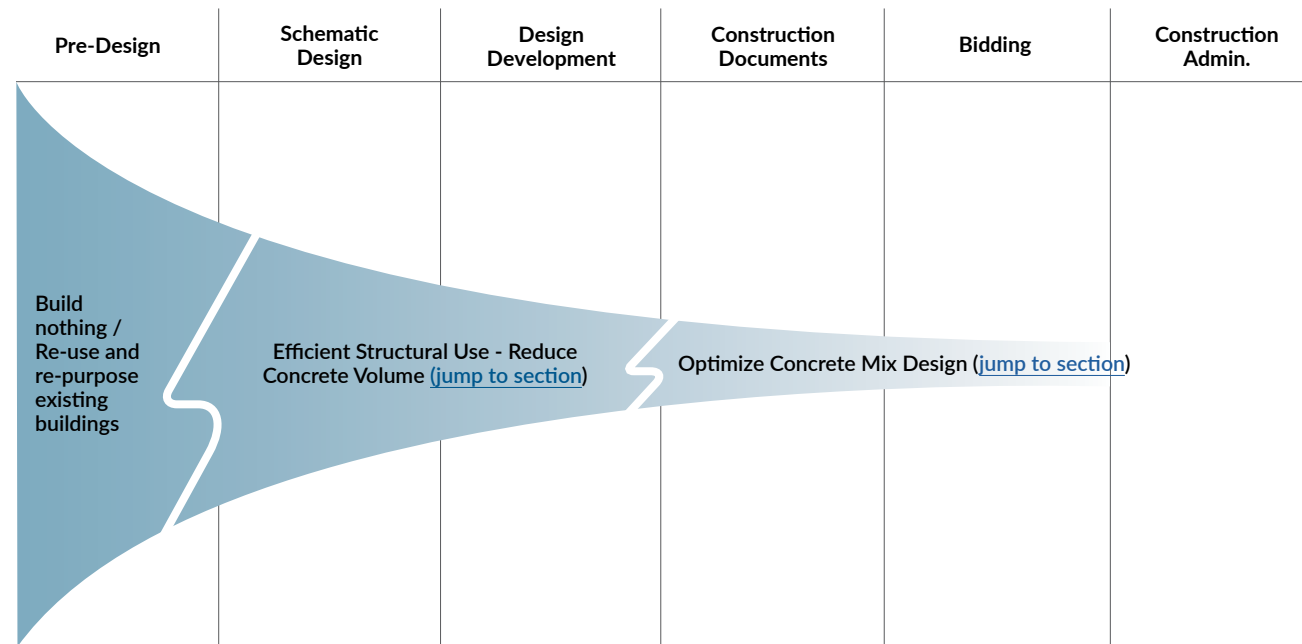 Pre-Design
Schematic
Design
Design
Development
Construction
Documents
Bidding
Construction
Admin.
Build
nothing /
Re-use and
re-purpose
existing
buildings
Efficient Structural Use - Reduce
Concrete Volume (jump to section)
Optimize Concrete Mix Design (jump to section)